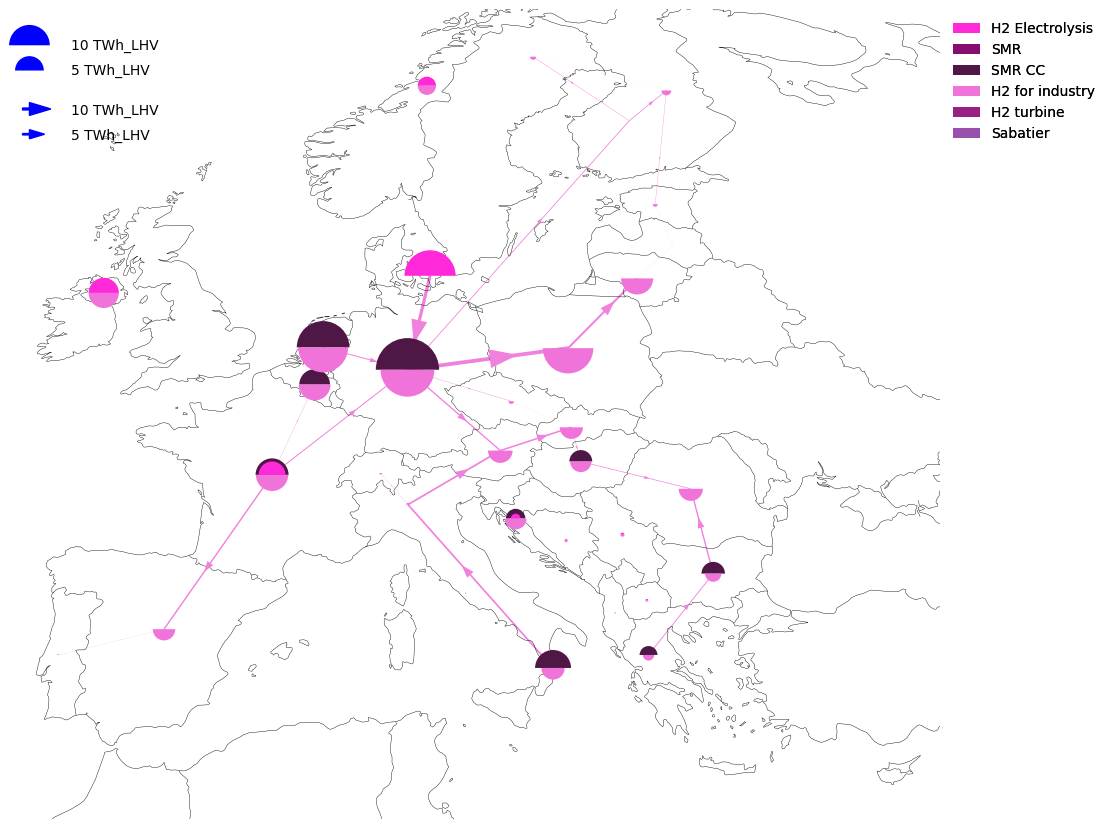 10 TWh_LHV
5 TWh_LHV
10 TWh_LHV
5 TWh_LHV
H2 Electrolysis
SMR
SMR CC
H2 for industry
H2 turbine
Sabatier